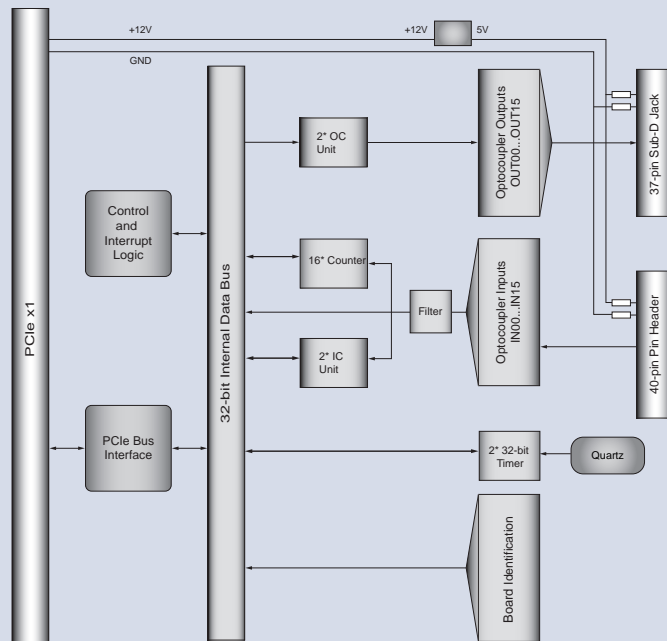 +12V
+12V
5V
GND
PCIe x1
32-bit Internal Data Bus
2* OC
Unit
Optocoupler Outputs
OUT00...OUT15
37-pin Sub-D Jack
Control
and
Interrupt
Logic
16* Counter
Filter
Optocoupler Inputs
IN00...IN15
2* IC
Unit
40-pin Pin Header
PCIe Bus
Interface
2* 32-bit
Timer
Quartz
Board Identification